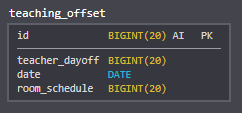 teaching_offset
id BIGINT(20) AI PK
teacher_dayoff BIGINT(20)
date DATE
room_schedule BIGINT(20)